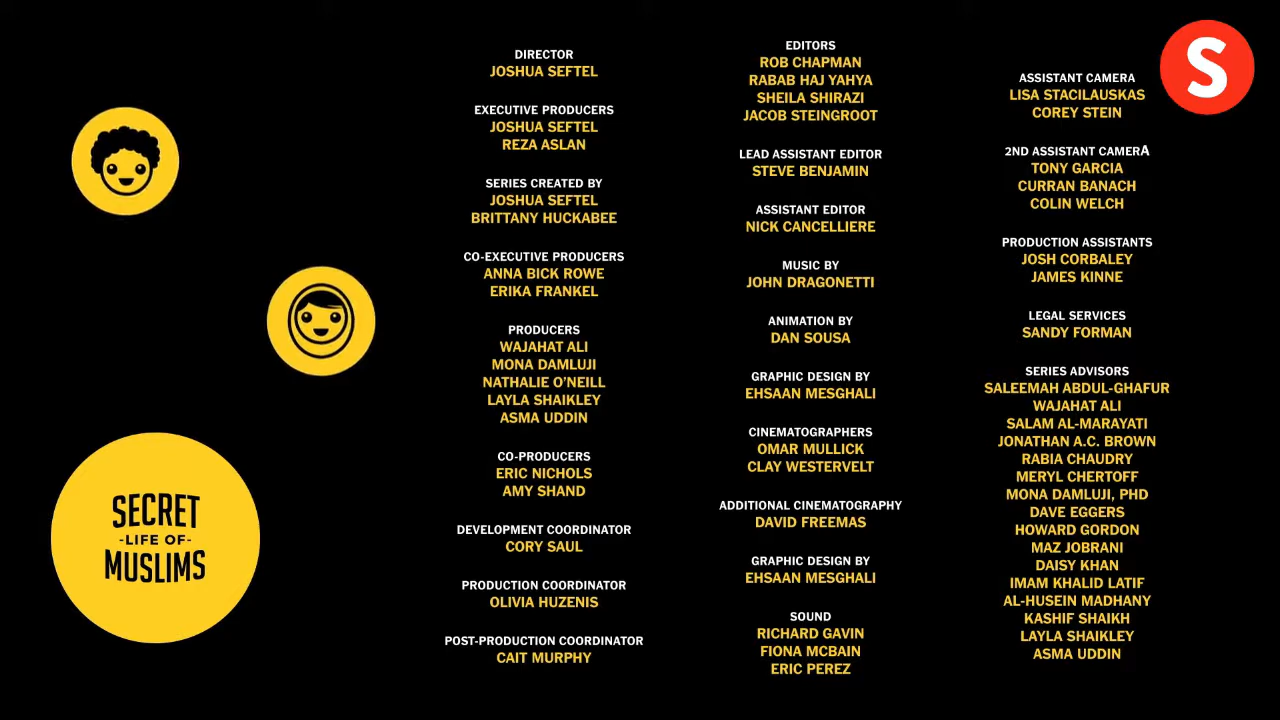 SECRET
-LIFE OF-
MUSLIMS
DIRECTOR
JOSHUA SEFTEL
EXECUTIVE PRODUCERS
JOSHUA SEFTEL
REZA ASLAN
SERIES CREATED BY
JOSHUA SEFTEL
BRITTANY HUCKABEE
CO-EXECUTIVE PRODUCERS
ANNA BICK ROWE
ERIKA FRANKEL
PRODUCERS
WAJAHAT ALI
MONA DAMLUJI
NATHALIE O'NEILL
LAYLA SHAIKLEY
ASMA UDDIN
CO-PRODUCERS
ERIC NICHOLS
AMY SHAND
DEVELOPMENT COORDINATOR
CORY SAUL
PRODUCTION COORDINATOR
OLIVIA HUZENIS
POST-PRODUCTION COORDINATOR
CAIT MURPHY
EDITORS
ROB CHAPMAN
RABAB HAJ YAHYA
SHEILA SHIRAZI
JACOB STEINGROOT
LEAD ASSISTANT EDITOR
STEVE BENJAMIN
ASSISTANT EDITOR
NICK CANCELLIERE
MUSIC BY
JOHN DRAGONETTI
ANIMATION BY
DAN SOUSA
GRAPHIC DESIGN BY
EHSAAN MESGHALI
CINEMATOGRAPHERS
OMAR MULLICK
CLAY WESTERVELT
ADDITIONAL CINEMATOGRAPHY
DAVID FREEMAS
GRAPHIC DESIGN BY
EHSAAN MESGHALI
SOUND
RICHARD GAVIN
FIONA MCBAIN
ERIC PEREZ
S
ASSISTANT CAMERA
LISA STACILAUSKAS
COREY STEIN
2ND ASSISTANT CAMERA
TONY GARCIA
CURRAN BANACH
COLIN WELCH
PRODUCTION ASSISTANTS
JOSH CORBALEY
JAMES KINNE
LEGAL SERVICES
SANDY FORMAN
SERIES ADVISORS
SALEEMAH ABDUL-GHAFUR
WAJAHAT ALI
SALAM AL-MARAYATI
JONATHAN A.C. BROWN
RABIA CHAUDRY
MERYL CHERTOFF
MONA DAMLUJI, PHD
DAVE EGGERS
HOWARD GORDON
MAZ JOBRANI
DAISY KHAN
IMAM KHALID LATIF
AL-HUSEIN MADHANY
KASHIF SHAIKH
LAYLA SHAIKLEY
ASMA UDDIN